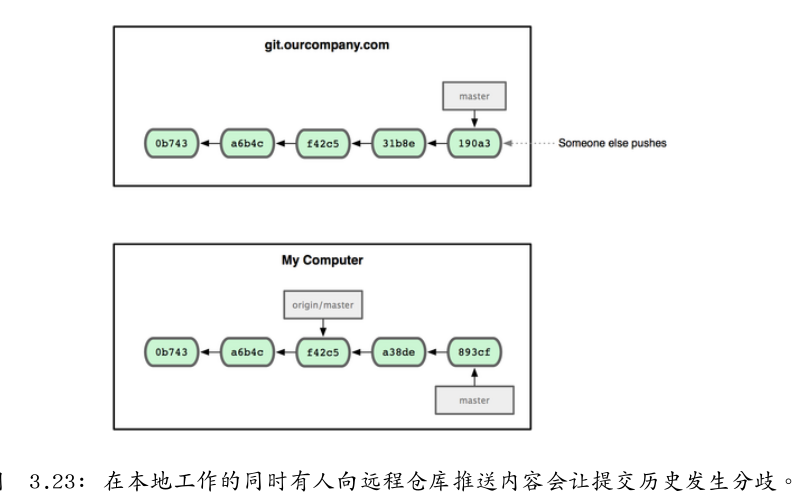 git.ourcompany.com
master
0b743
a6b4c
f42c5
31b8e
190a3
Someone else pushes
My Computer
origin/master
0b743
a6b4c
f42c5
a38de
893cf
master
3.23: 在本地工作的同时有人向远程仓库推送内容会让提交历史发生分歧。